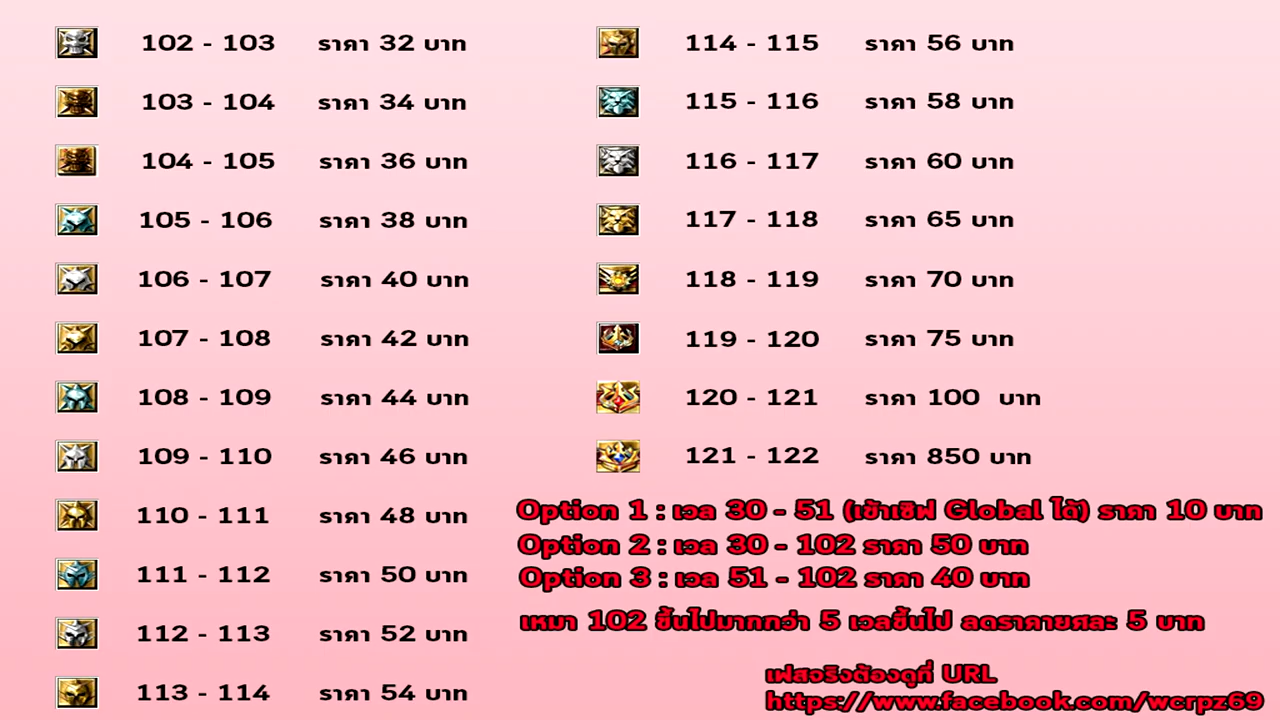 102 - 103 ราคา 32 บาท
103 - 104 ราคา 34 บาท
104 - 105 ราคา 36 บาท
105 - 106 ราคา 38 บาท
106 - 107 ราคา 40 บาท
107 - 108 ราคา 42 บาท
108 - 109 ราคา 44 บาท
109 - 110 ราคา 46 บาท
110 - 111 ราคา 48 บาท
111 - 112 ราคา 50 บาท
112 - 113 ราคา 52 บาท
113 - 114 ราคา 54 บาท
114 - 115 ราคา 56 บาท
115 - 116 ราคา 58 บาท
116 - 117 ราคา 60 บาท
117 - 118 ราคา 65 บาท
118 - 119 ราคา 70 บาท
119 - 120 ราคา 75 บาท
120 - 121 ราคา 100 บาท
121 - 122 ราคา 850 บาท
Option 1 : เวล 30 - 51 (เข้าเซิฟ Global ได้) ราคา 10 บาท
Option 2 : เวล 30 - 102 ราคา 50 บาท
Option 3 : เวล 51 - 102 ราคา 40 บาท
เหมา 102 ขึ้นไปมากกว่า 5 เวลขึ้นไป ลดราคายศละ 5 บาท
เฟสจริงต้องดูที่ URL
https://www.facebook.com/wcrpz69